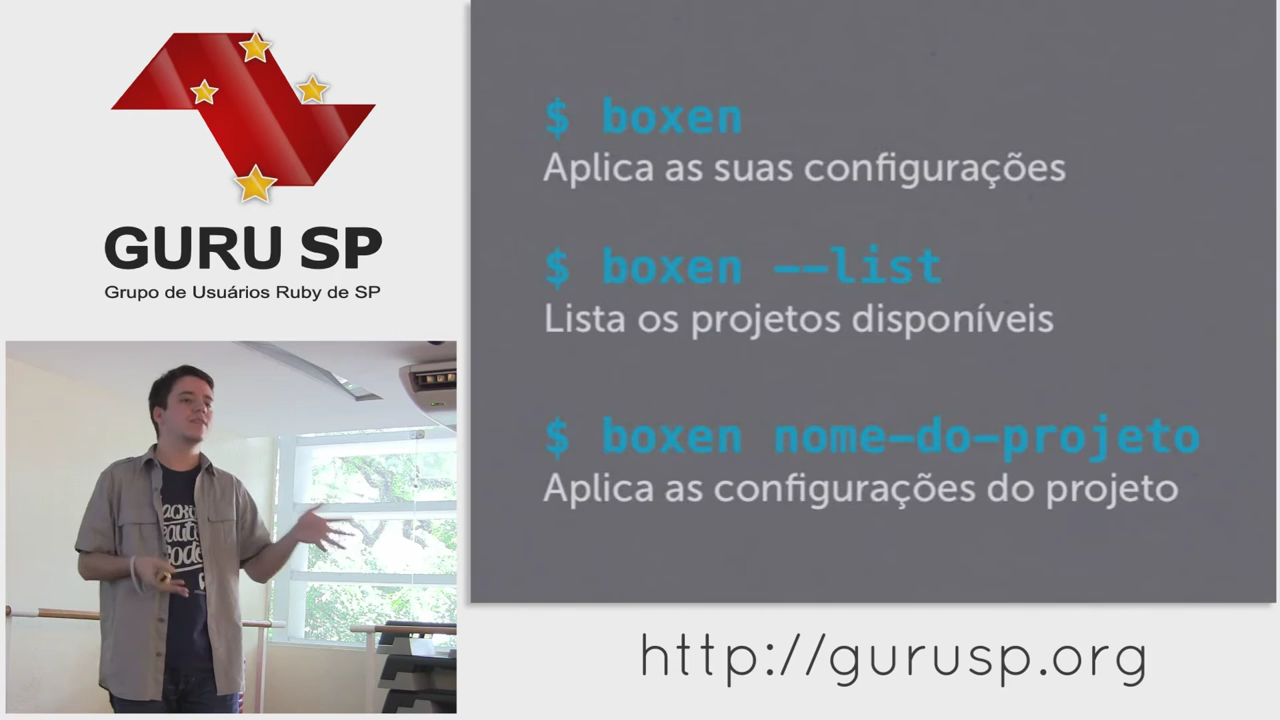 GURU SP
Grupo de Usuários Ruby de SP
$ boxen
Aplica as suas configurações
$ boxen --list
Lista os projetos disponíveis
$ boxen nome-do-projeto
Aplica as configurações do projeto
http://gurusp.org